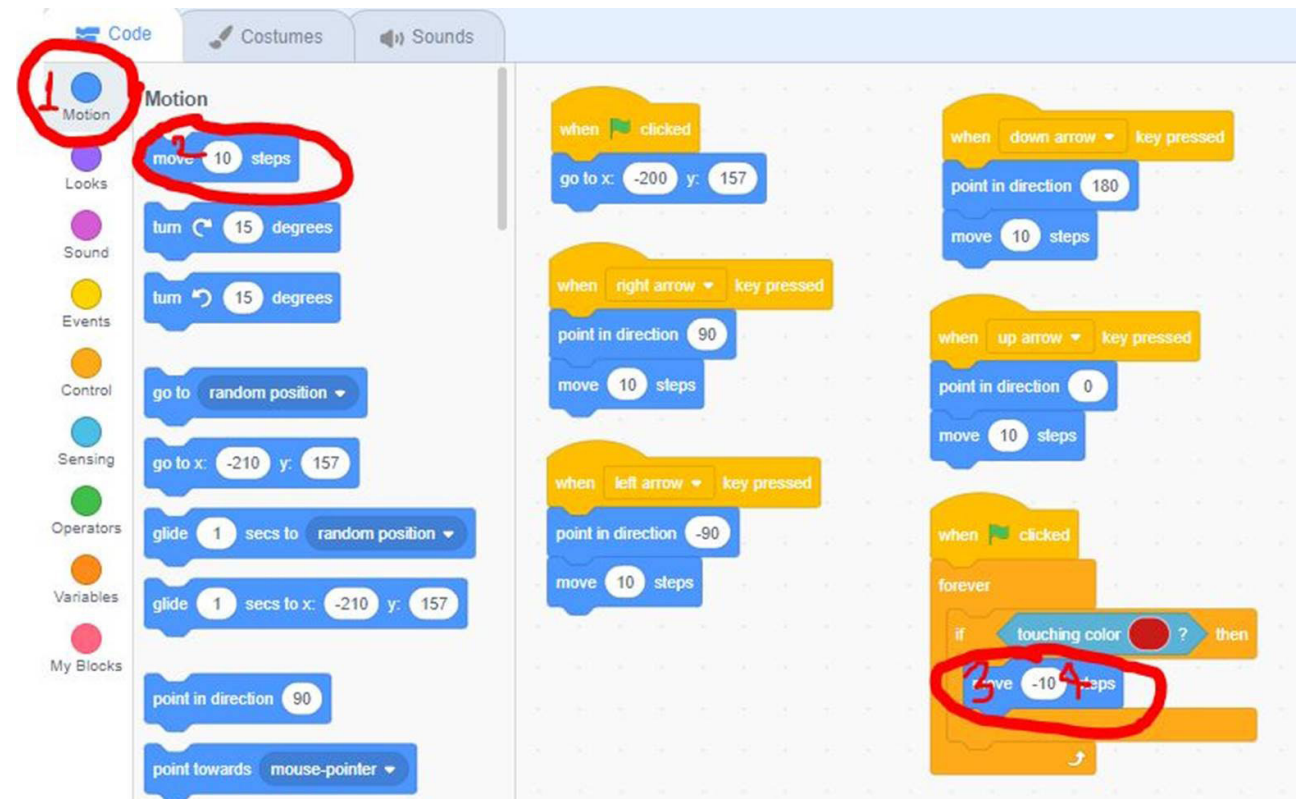 Code
Costumes
Sounds
1
Motion
Looks
Sound
Events
Control
Sensing
Operators
Variables
My Blocks
Motion
2
move 10 steps
turn 15 degrees
turn 15 degrees
go to random position
go to x: -210 y: 157
glide 1 secs to random position
glide 1 secs to x: -210 y: 157
point in direction 90
point towards mouse-pointer
when clicked
go to x: -200 y: 157
when right arrow key pressed
point in direction 90
move 10 steps
when left arrow key pressed
point in direction -90
move 10 steps
when down arrow key pressed
point in direction 180
move 10 steps
when up arrow key pressed
point in direction 0
move 10 steps
when clicked
forever
if touching color ? then
3 4
move -10 steps